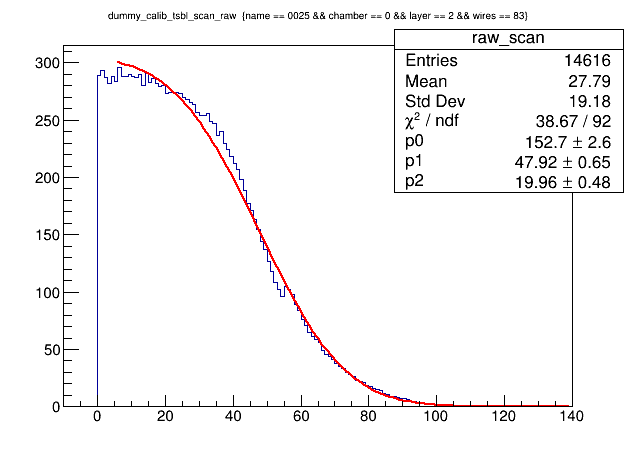 dummy_calib_tsbl_scan_raw {name == 0025 && chamber == 0 && layer == 2 && wires == 83}
raw_scan
Entries 14616
Mean 27.79
Std Dev 19.18
χ² / ndf 38.67 / 92
p0 152.7 ± 2.6
p1 47.92 ± 0.65
p2 19.96 ± 0.48
300
250
200
150
100
50
0
0 20 40 60 80 100 120 140